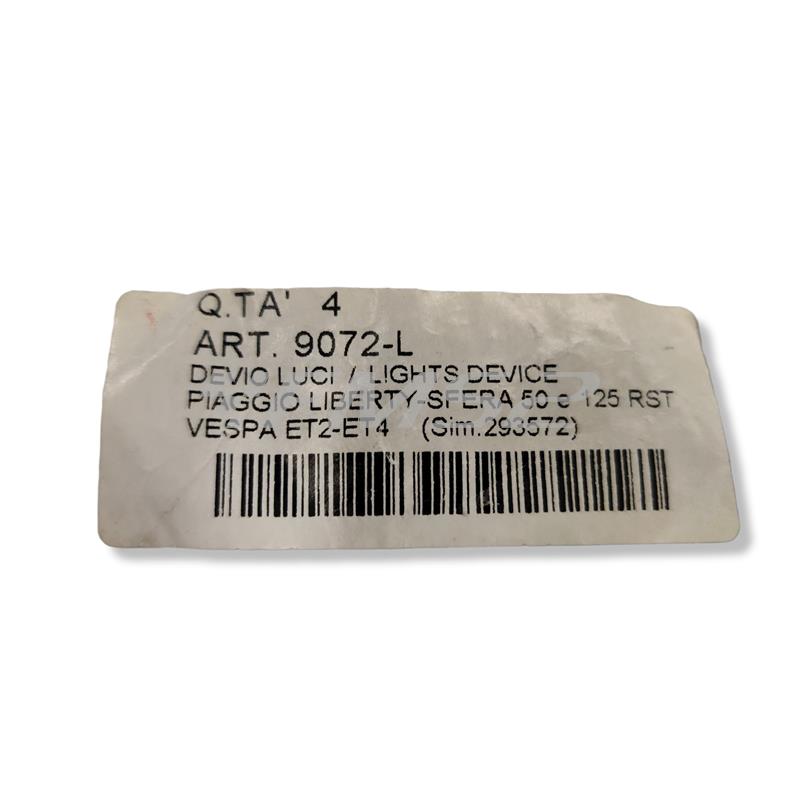 Q.TA' 4
ART. 9072-L
DEVIO LUCI / LIGHTS DEVICE
PIAGGIO LIBERTY-SFERA 50 e 125 RST
VESPA ET2-ET4 (Sim.293572)